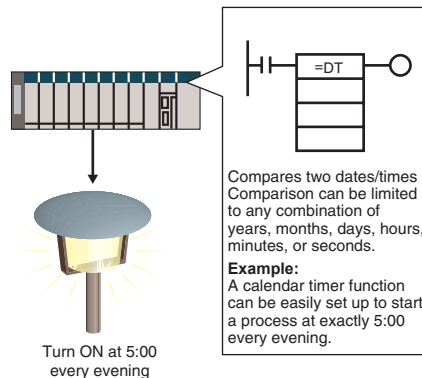 =DT
Compares two dates/times
Comparison can be limited
to any combination of
years, months, days, hours,
minutes, or seconds.
Example:
A calendar timer function
can be easily set up to start
a process at exactly 5:00
every evening.
Turn ON at 5:00
every evening